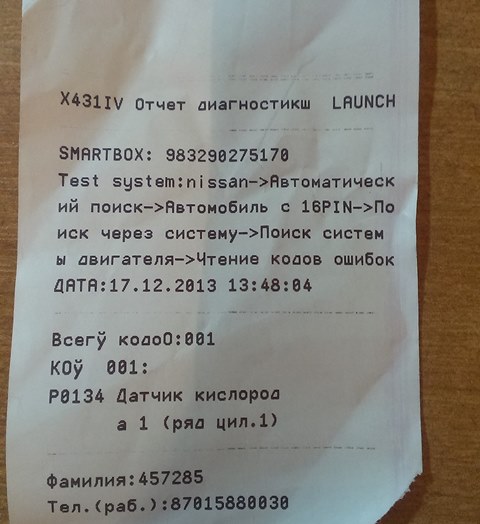 X431IV Отчет диагностикш LAUNCH
SMARTBOX: 983290275170
Test system:nissan->Автоматическ
ий поиск->Автомобиль с 16PIN->По
иск через систему->Поиск систем
ы двигателя->Чтение кодов ошибок
ДАТА:17.12.2013 13:48:04
Всегў кодо0:001
КОў 001:
P0134 Датчик кислород
а 1 (ряд цил.1)
Фамилия:457285
Тел.(раб.):87015880030